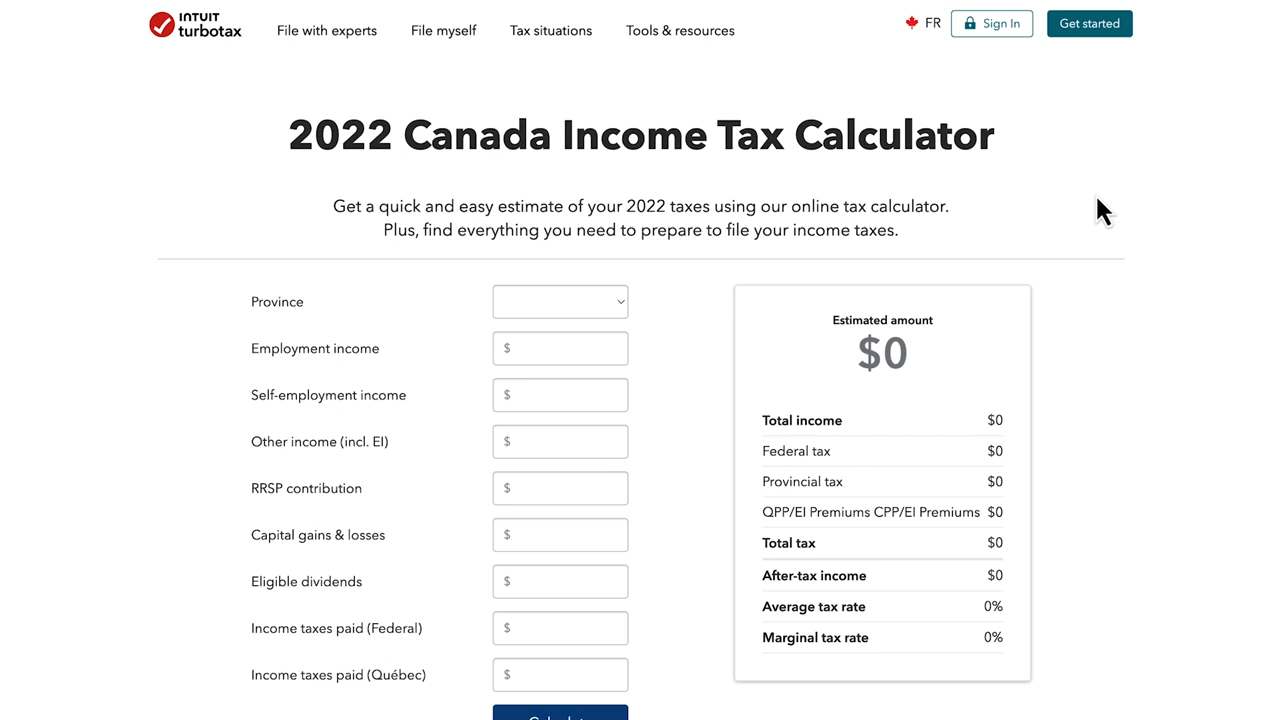 INTUIT
turbotax
File with experts
File myself
Tax situations
Tools & resources
FR
Sign In
Get started
2022 Canada Income Tax Calculator
Get a quick and easy estimate of your 2022 taxes using our online tax calculator.
Plus, find everything you need to prepare to file your income taxes.
Province
Employment income
$
Self-employment income
$
Other income (incl. EI)
$
RRSP contribution
$
Capital gains & losses
$
Eligible dividends
$
Income taxes paid (Federal)
$
Income taxes paid (Québec)
$
Estimated amount
$0
Total income $0
Federal tax $0
Provincial tax $0
QPP/EI Premiums CPP/EI Premiums $0
Total tax $0
After-tax income $0
Average tax rate 0%
Marginal tax rate 0%